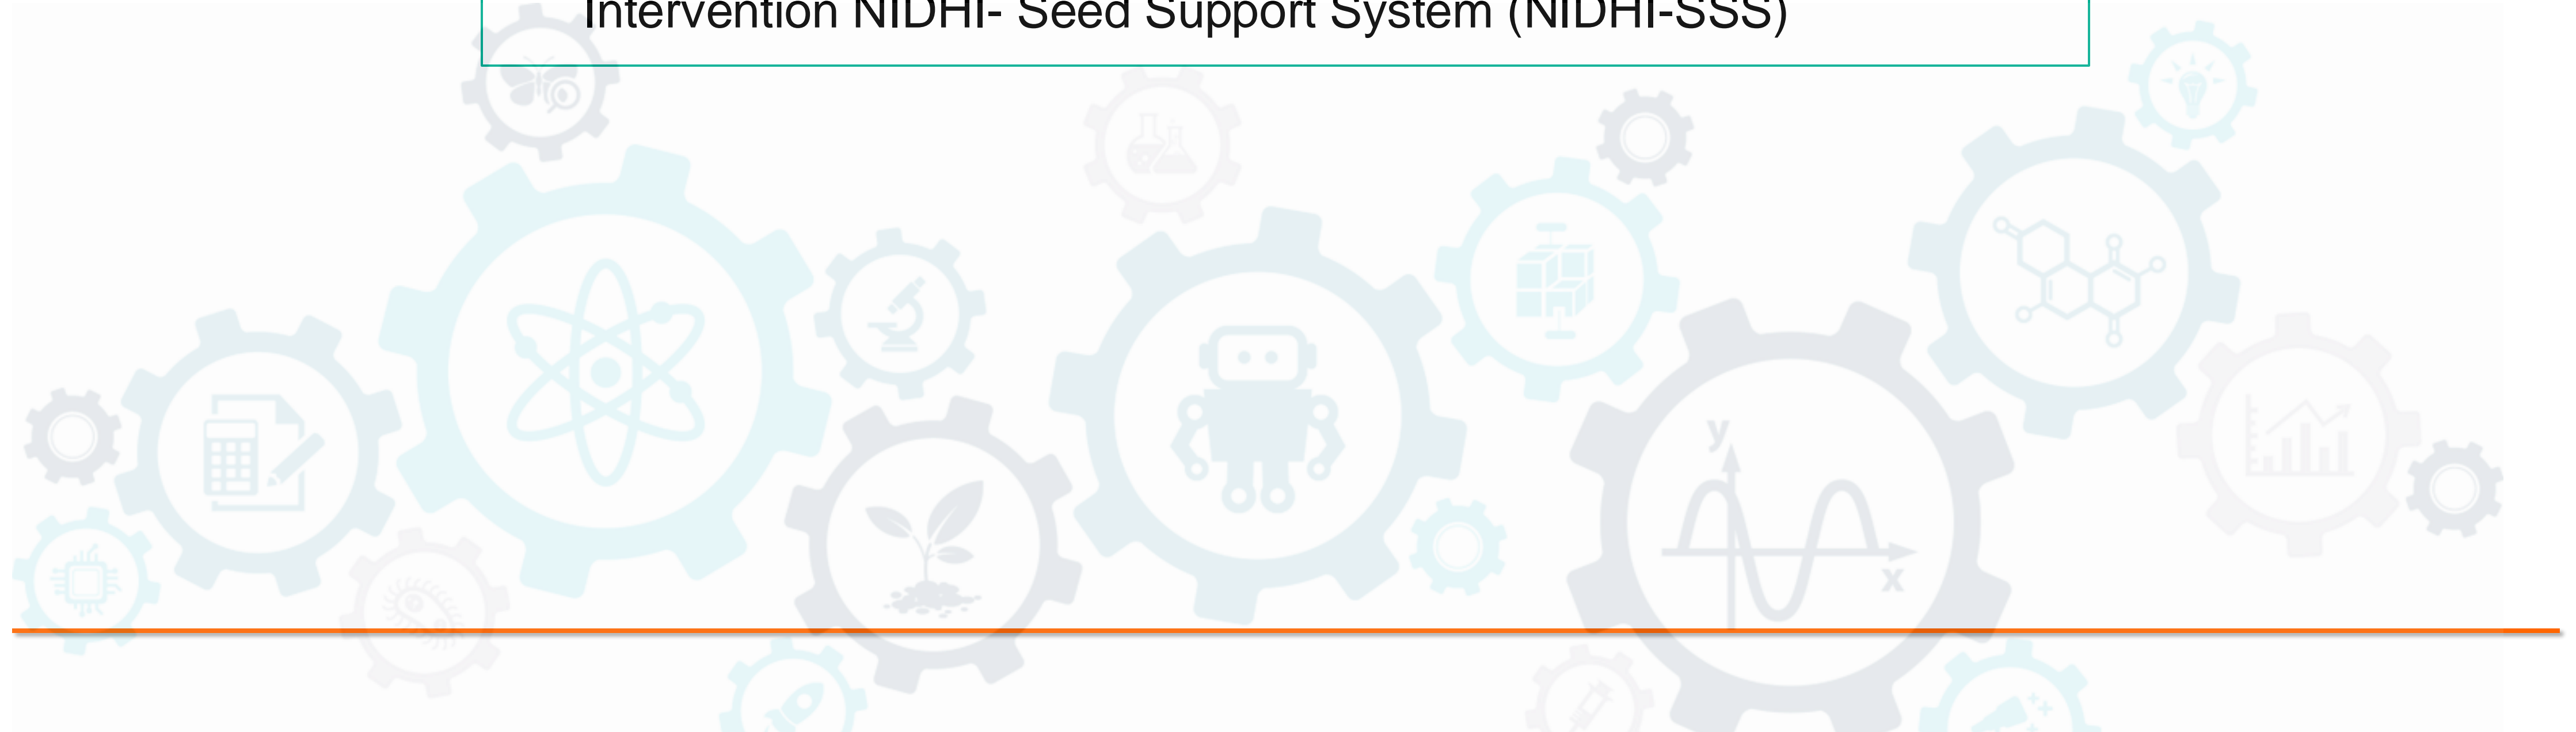 Intervention NIDHI- Seed Support System (NIDHI-SSS)
y
x